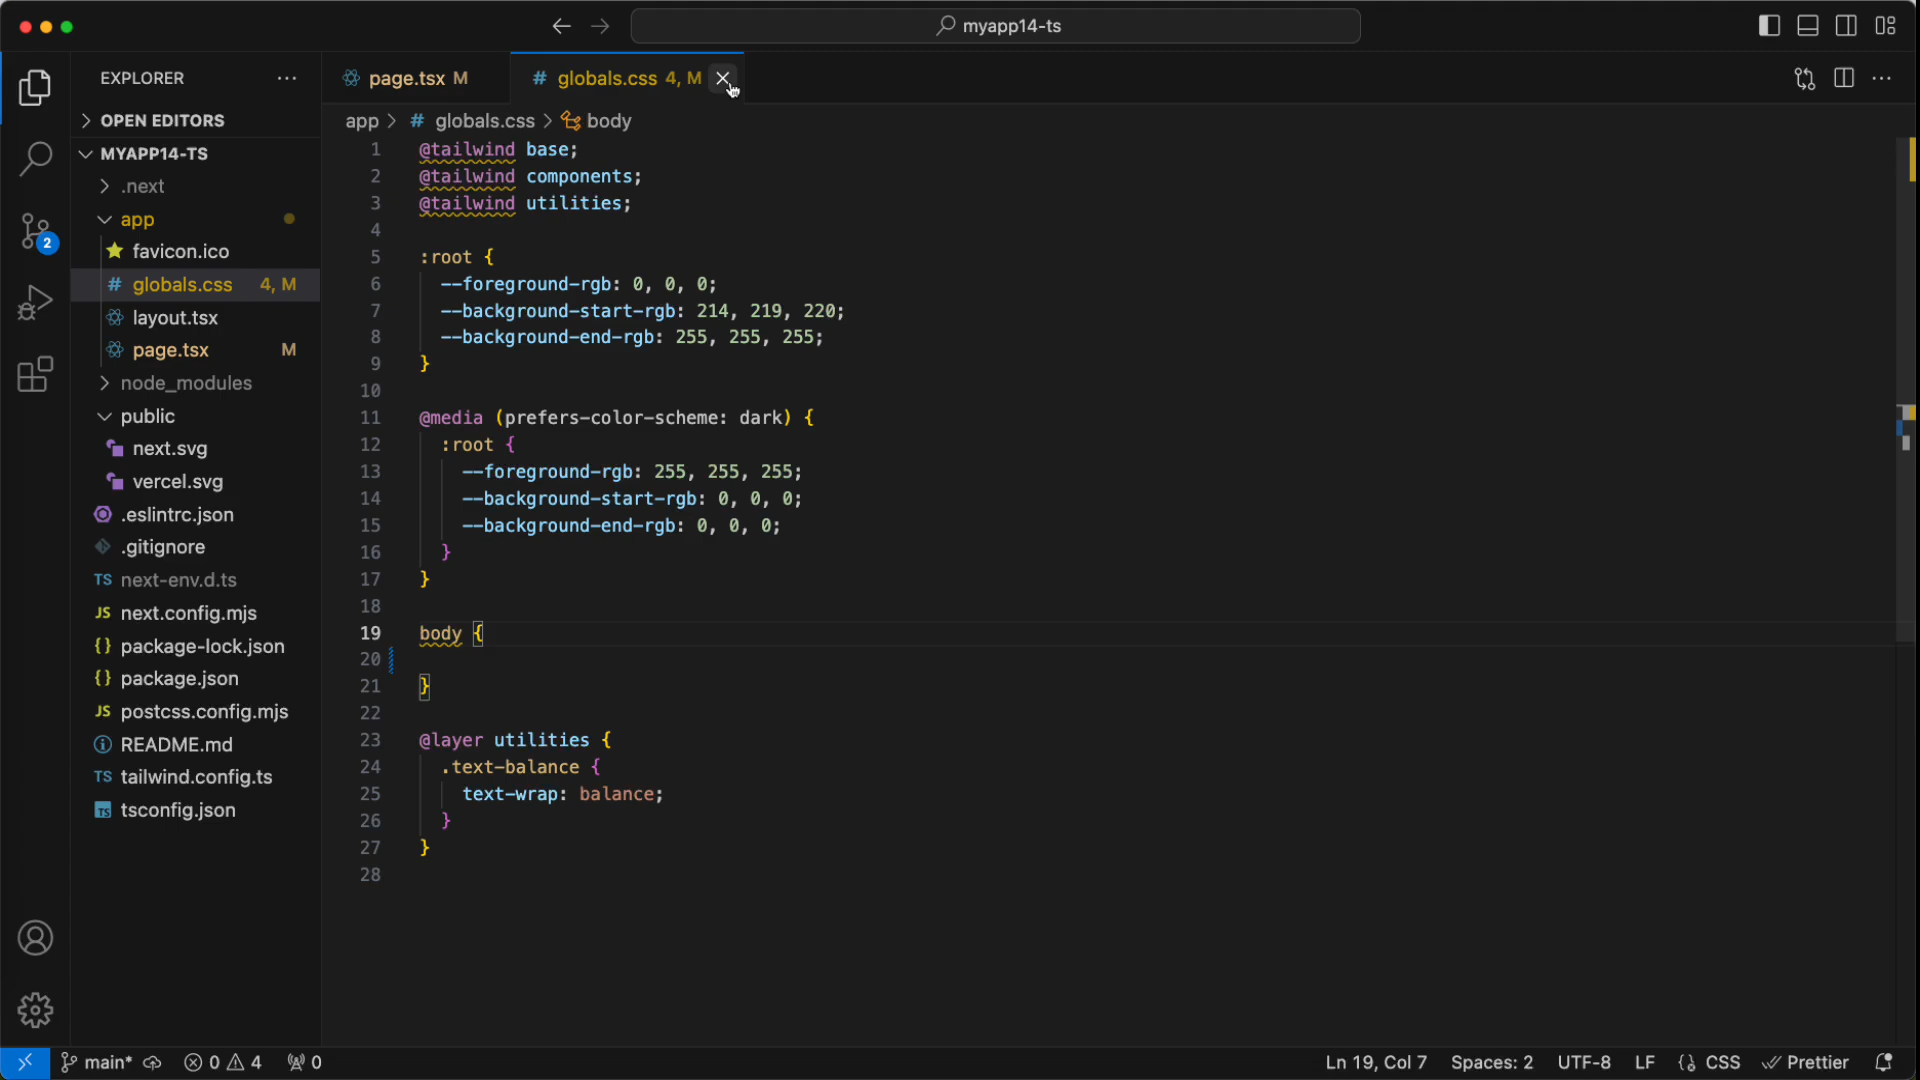 myapp14-ts
EXPLORER
page.tsx M
# globals.css 4, M
OPEN EDITORS
app > # globals.css > body
MYAPP14-TS
.next
app
favicon.ico
# globals.css 4, M
layout.tsx
page.tsx M
node_modules
public
next.svg
vercel.svg
.eslintrc.json
.gitignore
TS next-env.d.ts
JS next.config.mjs
{} package-lock.json
{} package.json
JS postcss.config.mjs
README.md
TS tailwind.config.ts
TS tsconfig.json
2
1 @tailwind base;
2 @tailwind components;
3 @tailwind utilities;
4
5 :root {
6 --foreground-rgb: 0, 0, 0;
7 --background-start-rgb: 214, 219, 220;
8 --background-end-rgb: 255, 255, 255;
9 }
10
11 @media (prefers-color-scheme: dark) {
12 :root {
13 --foreground-rgb: 255, 255, 255;
14 --background-start-rgb: 0, 0, 0;
15 --background-end-rgb: 0, 0, 0;
16 }
17 }
18
19 body {
20
21 }
22
23 @layer utilities {
24 .text-balance {
25 text-wrap: balance;
26 }
27 }
28
main* 0 4 0 Ln 19, Col 7 Spaces: 2 UTF-8 LF {} CSS Prettier